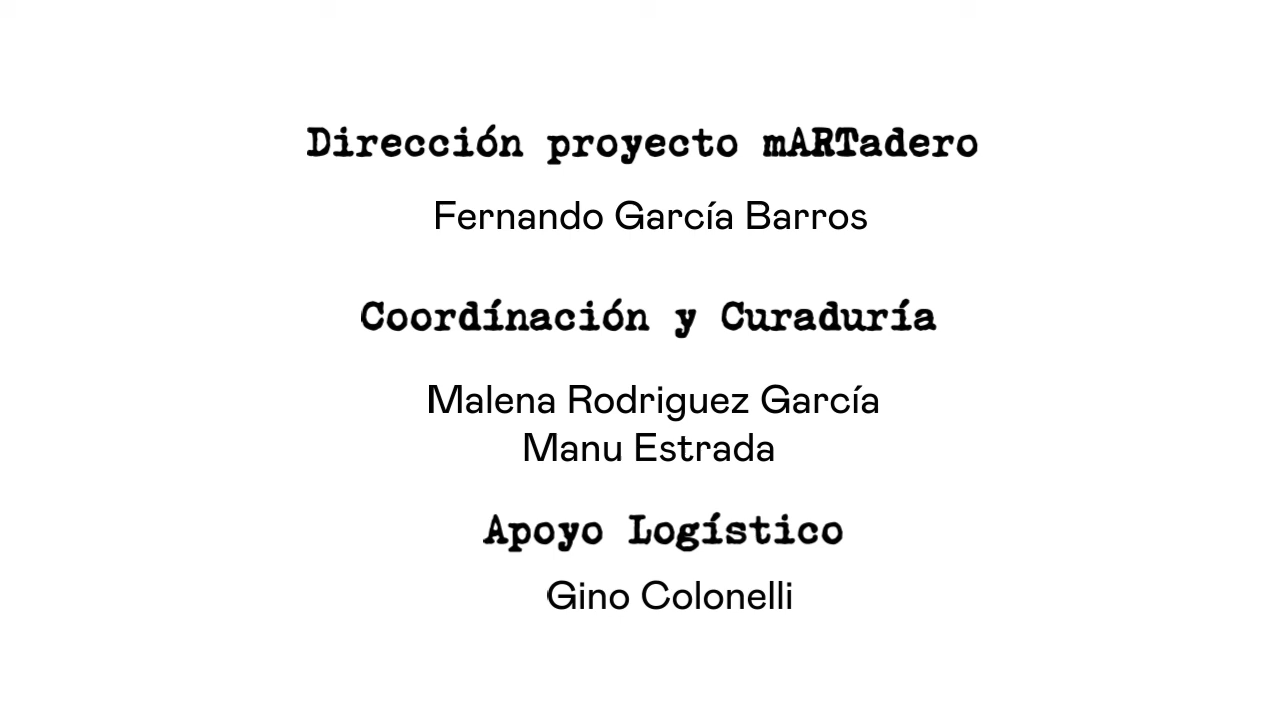 Dirección proyecto mARTadero
Fernando García Barros
Coordínación y Curaduría
Malena Rodriguez García
Manu Estrada
Apoyo Logístico
Gino Colonelli